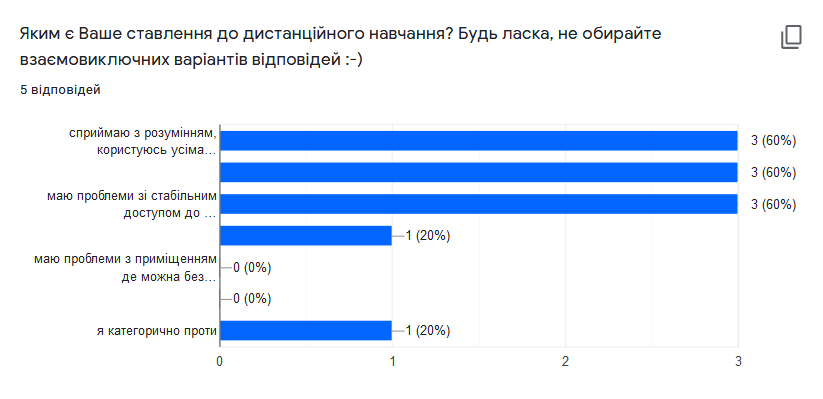 Яким є Ваше ставлення до дистанційного навчання? Будь ласка, не обирайте
взаємовиключних варіантів відповідей :-)
5 відповідей
сприймаю з розумінням,
користуюсь усіма…
3 (60%)
3 (60%)
маю проблеми зі стабільним
доступом до …
3 (60%)
1 (20%)
маю проблеми з приміщенням
де можна без…
0 (0%)
0 (0%)
я категорично проти
1 (20%)
0
1
2
3